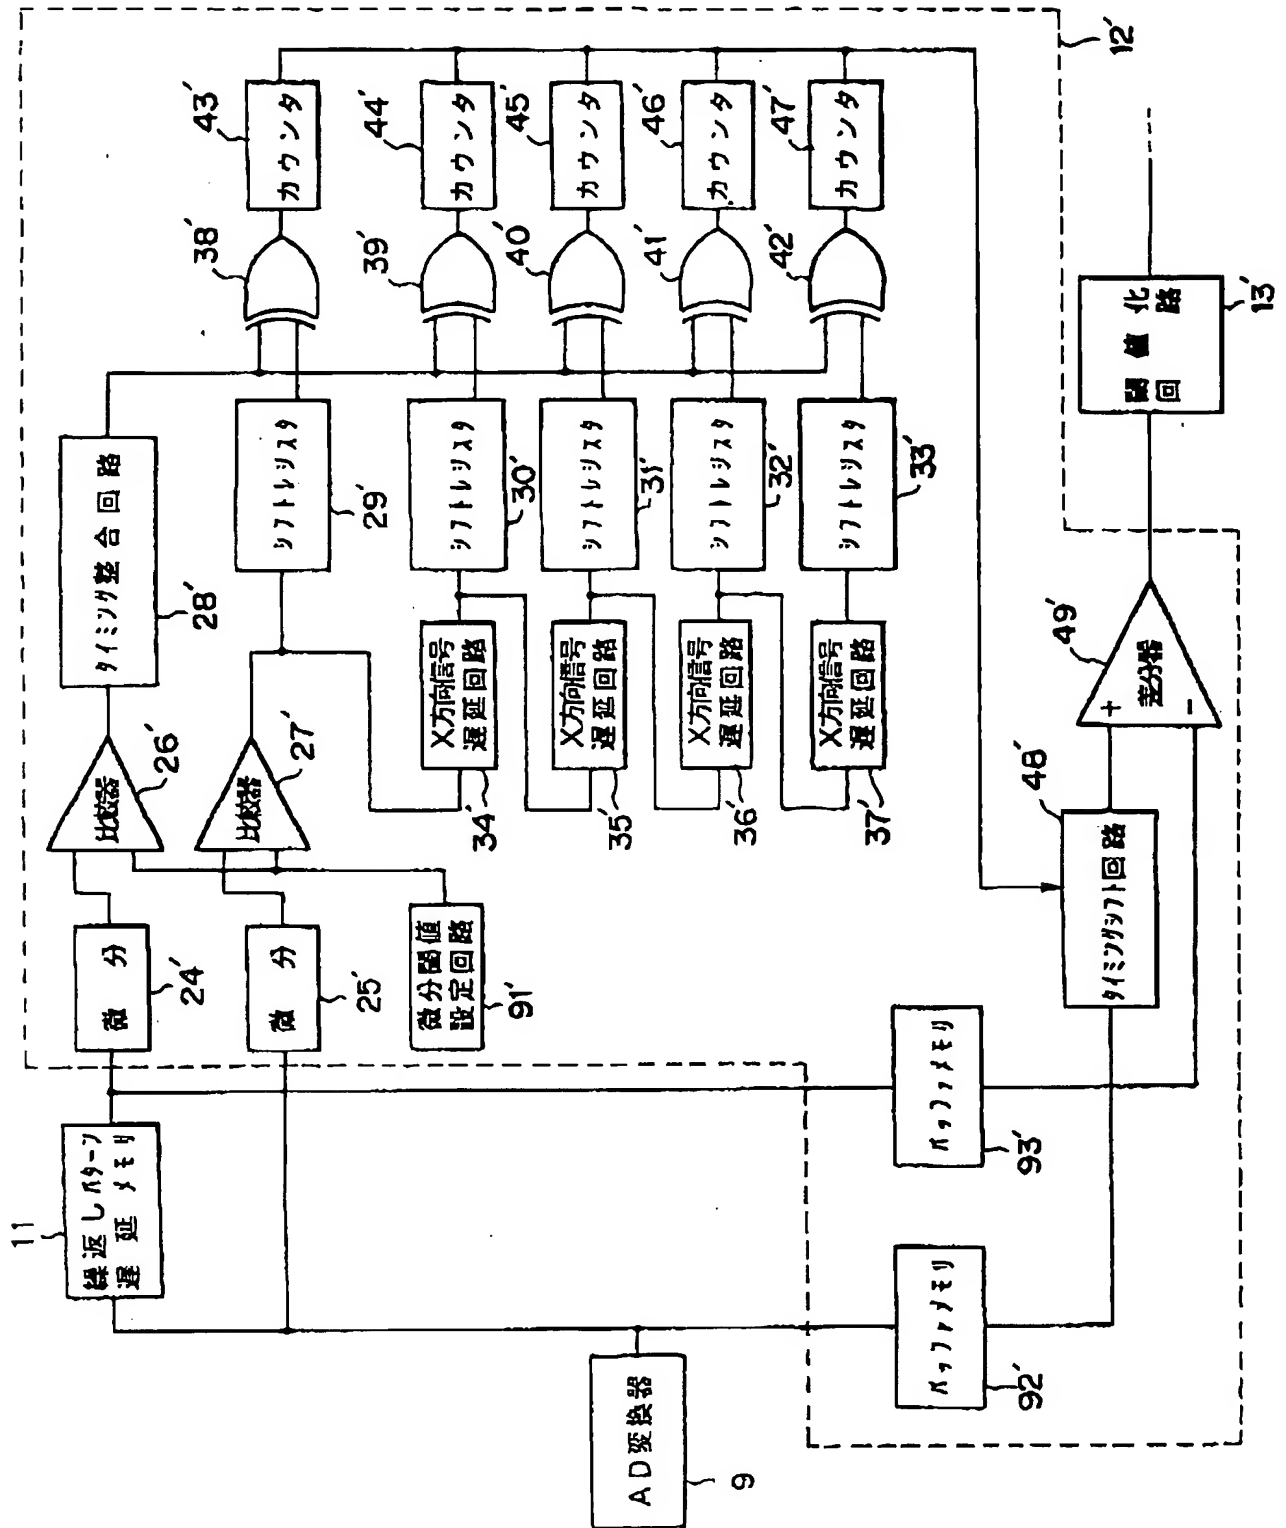 11
繰返しパターン
遅延メモリ
微分
24'
比較器
26'
タイミング整合回路
28'
微分
25'
比較器
27'
シフトレジスタ
29'
38'
カウンタ
43'
微分閾値
設定回路
91'
X方向信号
遅延回路
34'
シフトレジスタ
30'
39'
カウンタ
44'
X方向信号
遅延回路
35'
シフトレジスタ
31'
40'
カウンタ
45'
X方向信号
遅延回路
36'
シフトレジスタ
32'
41'
カウンタ
46'
X方向信号
遅延回路
37'
シフトレジスタ
33'
42'
カウンタ
47'
AD変換器
9
バッファメモリ
92'
バッファメモリ
93'
タイミングシフト回路
48'
+
-
差分器
49'
閾値化
回路
13'
12'